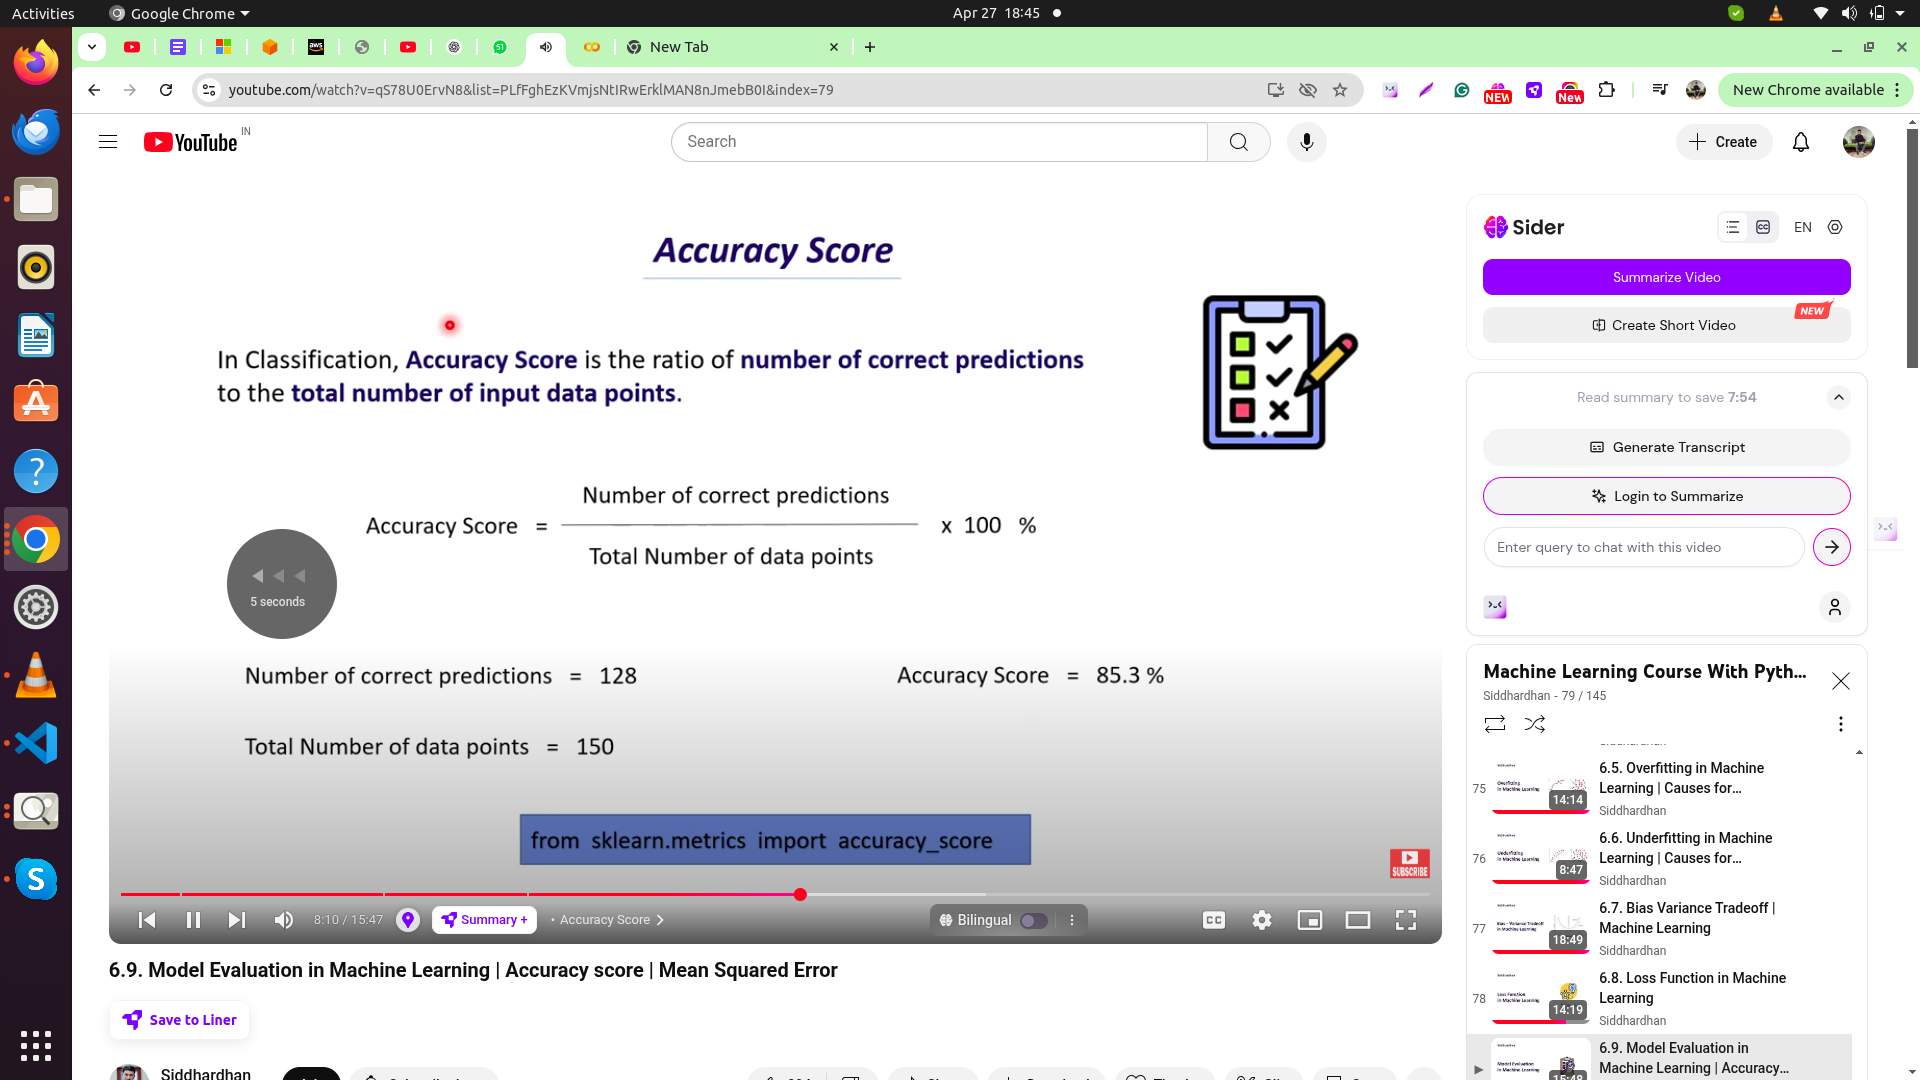 Activities
Google Chrome
Apr 27 18:45
51
aws
New Tab
youtube.com/watch?v=qS78U0ErvN8&list=PLfFghEzKVmjsNtIRwErklMAN8nJmebB0I&index=79
NEW
New
New Chrome available
YouTube IN
Search
Create
Accuracy Score
In Classification, Accuracy Score is the ratio of number of correct predictions
to the total number of input data points.
Number of correct predictions
Accuracy Score = x 100 %
Total Number of data points
5 seconds
Number of correct predictions = 128
Accuracy Score = 85.3 %
Total Number of data points = 150
from sklearn.metrics import accuracy_score
SUBSCRIBE
8:10 / 15:47
Summary +
• Accuracy Score
Bilingual
CC
6.9. Model Evaluation in Machine Learning | Accuracy score | Mean Squared Error
Save to Liner
Siddhardhan
Sider
EN
Summarize Video
NEW
Create Short Video
Read summary to save 7:54
Generate Transcript
Login to Summarize
Enter query to chat with this video
Machine Learning Course With Pyth...
Siddhardhan - 79 / 145
75
14:14
6.5. Overfitting in Machine
Learning | Causes for...
Siddhardhan
76
8:47
6.6. Underfitting in Machine
Learning | Causes for...
Siddhardhan
77
18:49
6.7. Bias Variance Tradeoff |
Machine Learning
Siddhardhan
78
14:19
6.8. Loss Function in Machine
Learning
Siddhardhan
6.9. Model Evaluation in
Machine Learning | Accuracy...